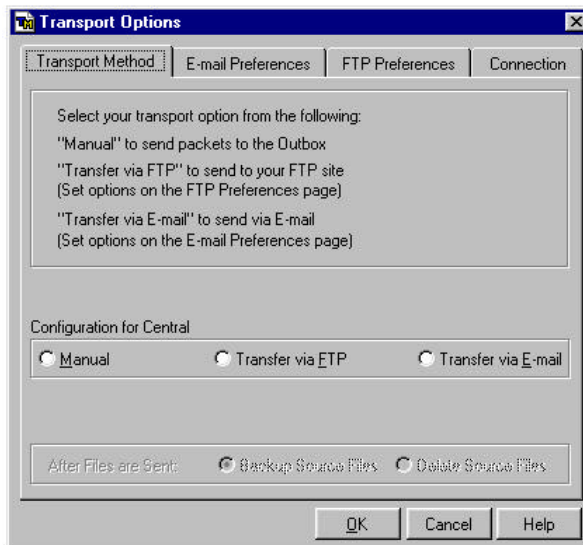 Transport Options
Transport Method E-mail Preferences FTP Preferences Connection
Select your transport option from the following:
"Manual" to send packets to the Outbox
"Transfer via FTP" to send to your FTP site
(Set options on the FTP Preferences page)
"Transfer via E-mail" to send via E-mail
(Set options on the E-mail Preferences page)
Configuration for Central
Manual Transfer via FTP Transfer via E-mail
After Files are Sent: Backup Source Files Delete Source Files
OK Cancel Help